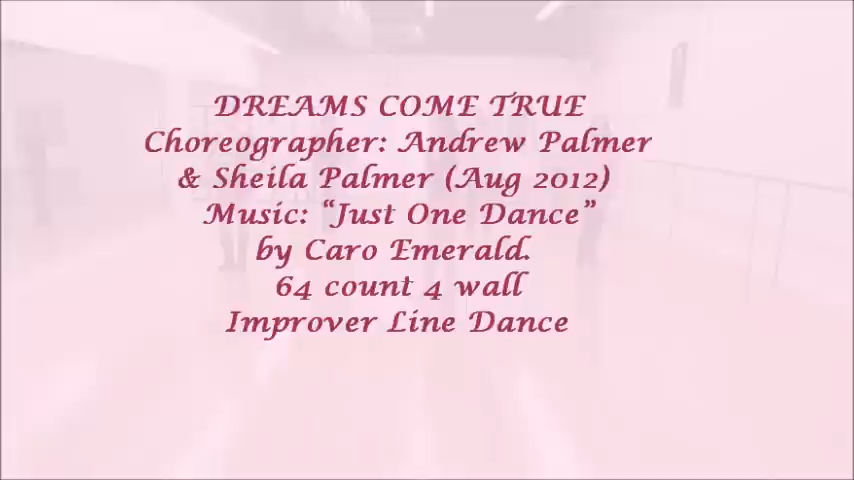 DREAMS COME TRUE
Choreographer: Andrew Palmer
& Sheila Palmer (Aug 2012)
Music: “Just One Dance”
by Caro Emerald.
64 count 4 wall
Improver Line Dance